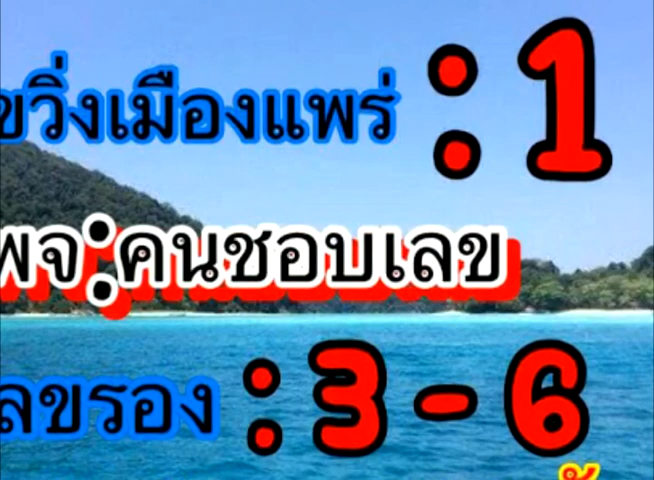 ขวิ่งเมืองแพร่ : 1
พจ : คนชอบเลข
ลขรอง : 3 - 6